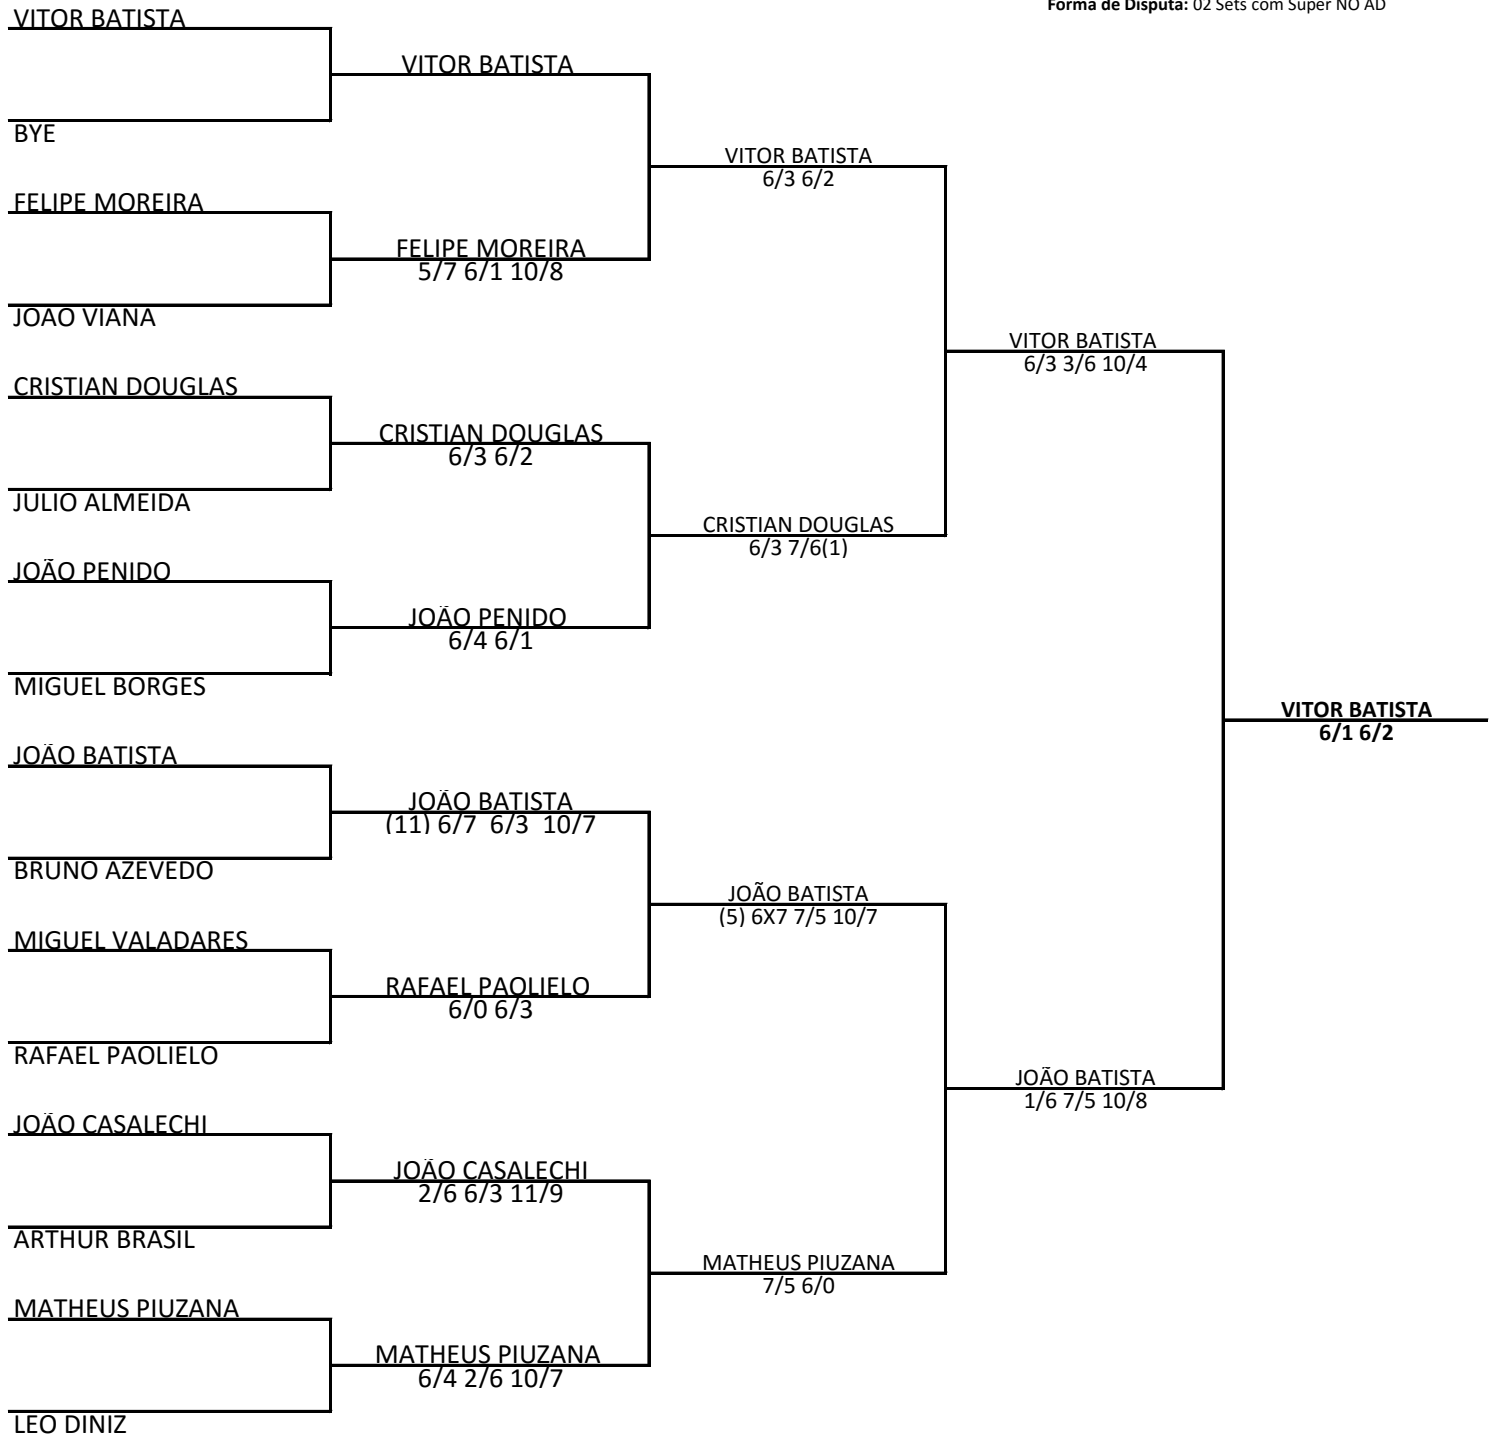 Forma de Disputa: 02 Sets com Super NO AD
VITOR BATISTA
VITOR BATISTA
BYE
VITOR BATISTA
6/3 6/2
FELIPE MOREIRA
FELIPE MOREIRA
5/7 6/1 10/8
JOÃO VIANA
VITOR BATISTA
6/3 3/6 10/4
CRISTIAN DOUGLAS
CRISTIAN DOUGLAS
6/3 6/2
JULIO ALMEIDA
CRISTIAN DOUGLAS
6/3 7/6(1)
JOÃO PENIDO
JOÃO PENIDO
6/4 6/1
MIGUEL BORGES
VITOR BATISTA
6/1 6/2
JOÃO BATISTA
JOÃO BATISTA
(11) 6/7 6/3 10/7
BRUNO AZEVEDO
JOÃO BATISTA
(5) 6X7 7/5 10/7
MIGUEL VALADARES
RAFAEL PAOLIELO
6/0 6/3
RAFAEL PAOLIELO
JOÃO BATISTA
1/6 7/5 10/8
JOÃO CASALECHI
JOÃO CASALECHI
2/6 6/3 11/9
ARTHUR BRASIL
MATHEUS PIUZANA
7/5 6/0
MATHEUS PIUZANA
MATHEUS PIUZANA
6/4 2/6 10/7
LEO DINIZ